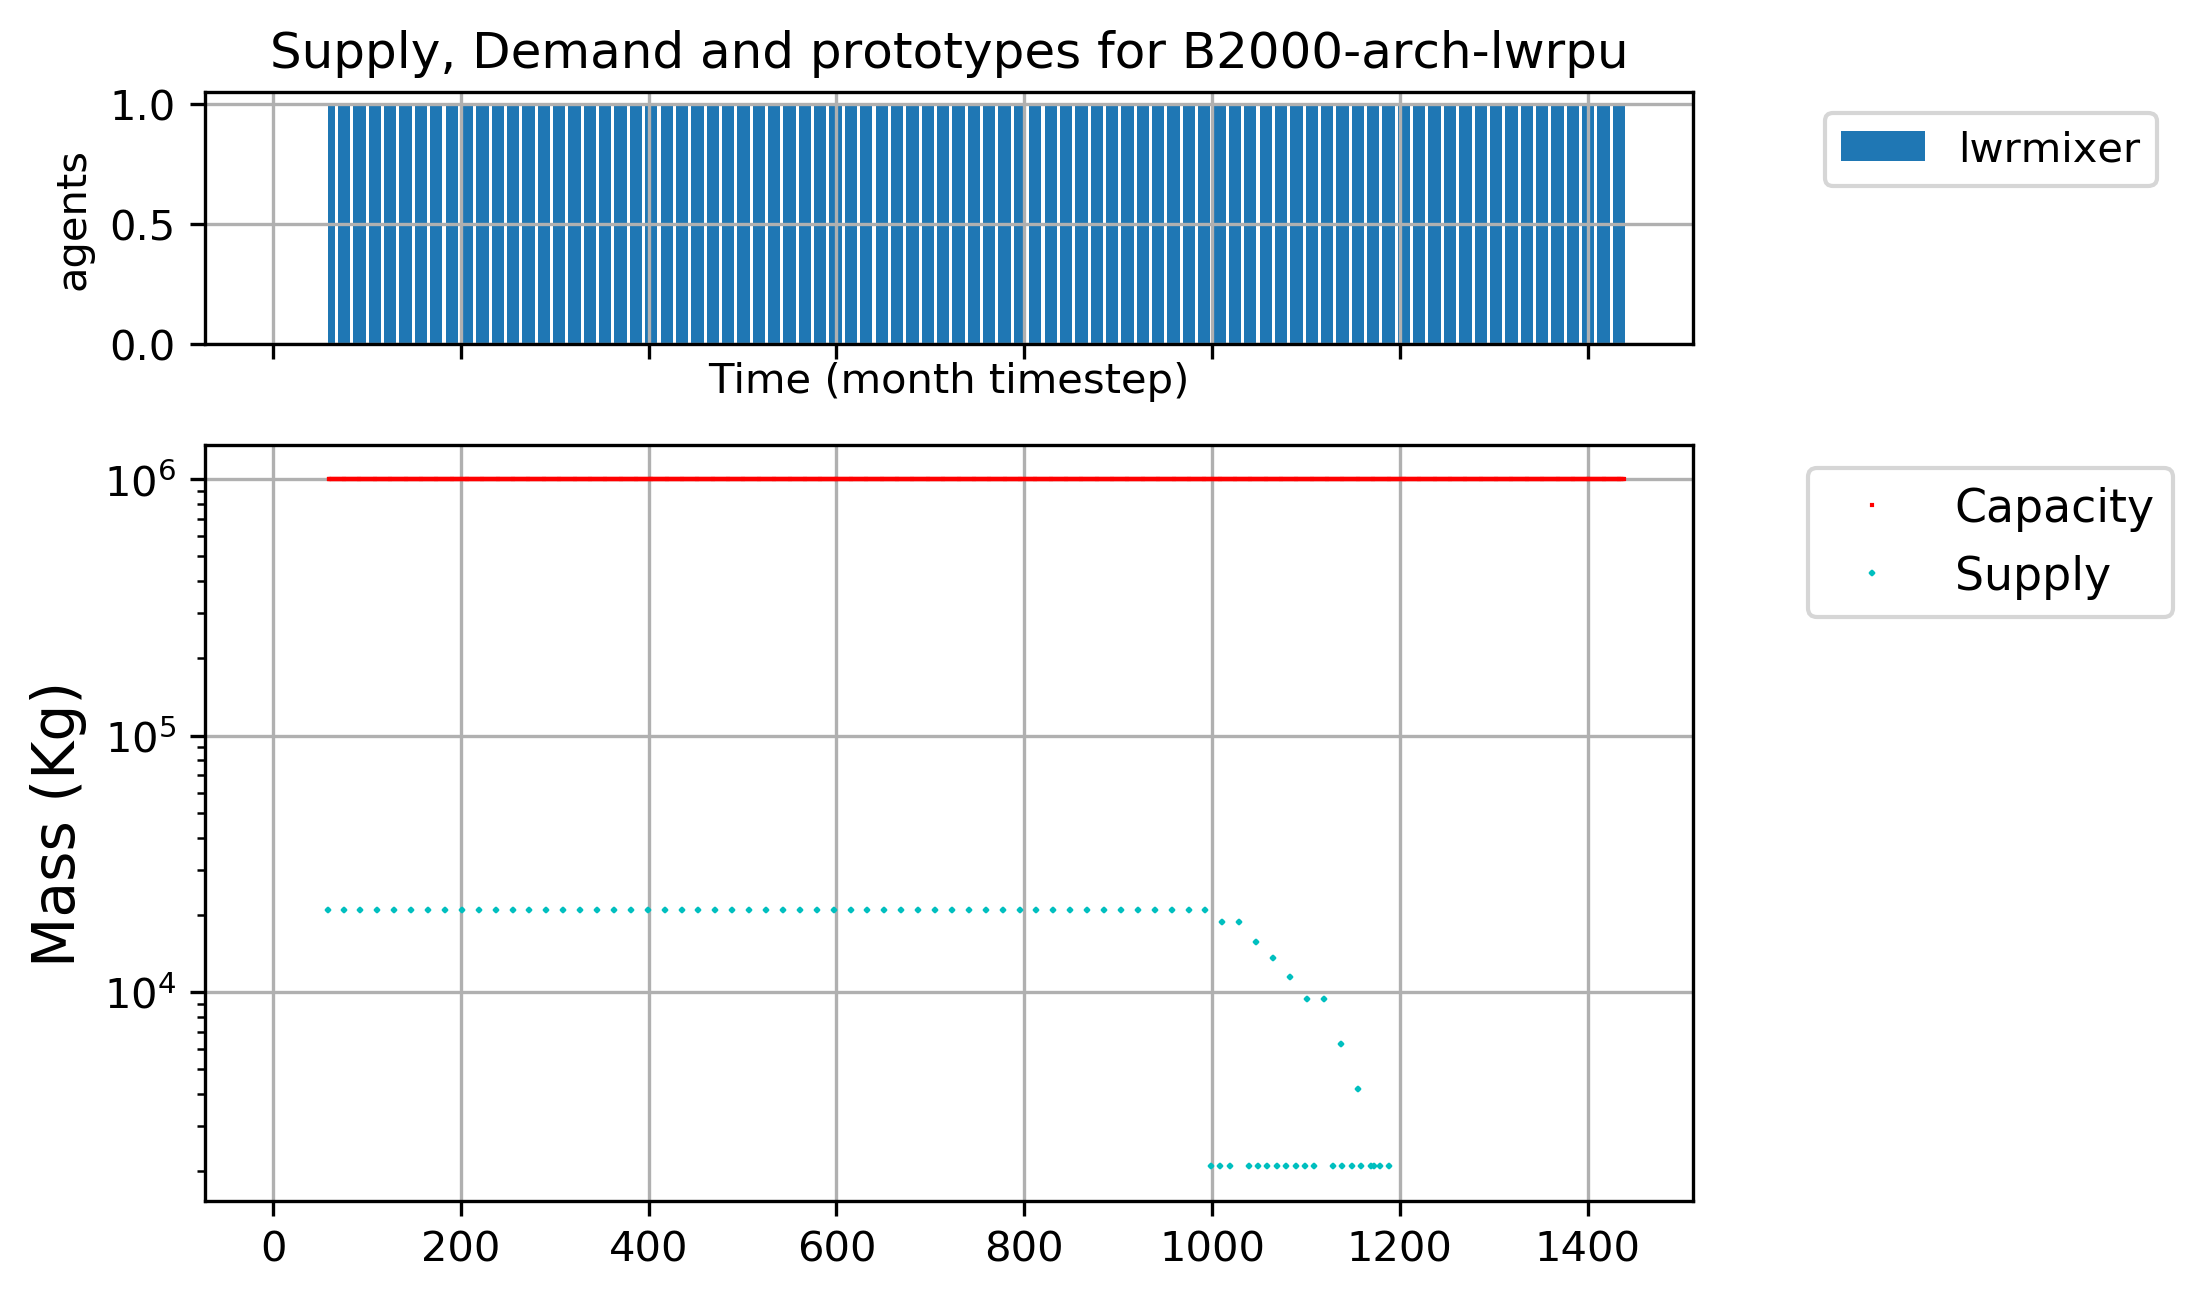 Supply, Demand and prototypes for B2000-arch-lwrpu
1.0
0.5
0.0
agents
lwrmixer
Time (month timestep)
10⁶
10⁵
10⁴
Mass (Kg)
Capacity
Supply
0 200 400 600 800 1000 1200 1400